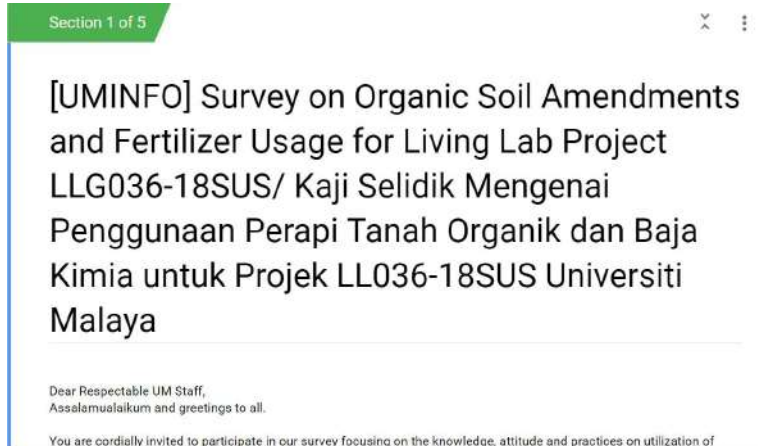 Section 1 of 5
[UMINFO] Survey on Organic Soil Amendments
and Fertilizer Usage for Living Lab Project
LLG036-18SUS/ Kaji Selidik Mengenai
Penggunaan Perapi Tanah Organik dan Baja
Kimia untuk Projek LL036-18SUS Universiti
Malaya
Dear Respectable UM Staff,
Assalamualaikum and greetings to all.
You are cordially invited to participate in our survey focusing on the knowledge, attitude and practices on utilization of